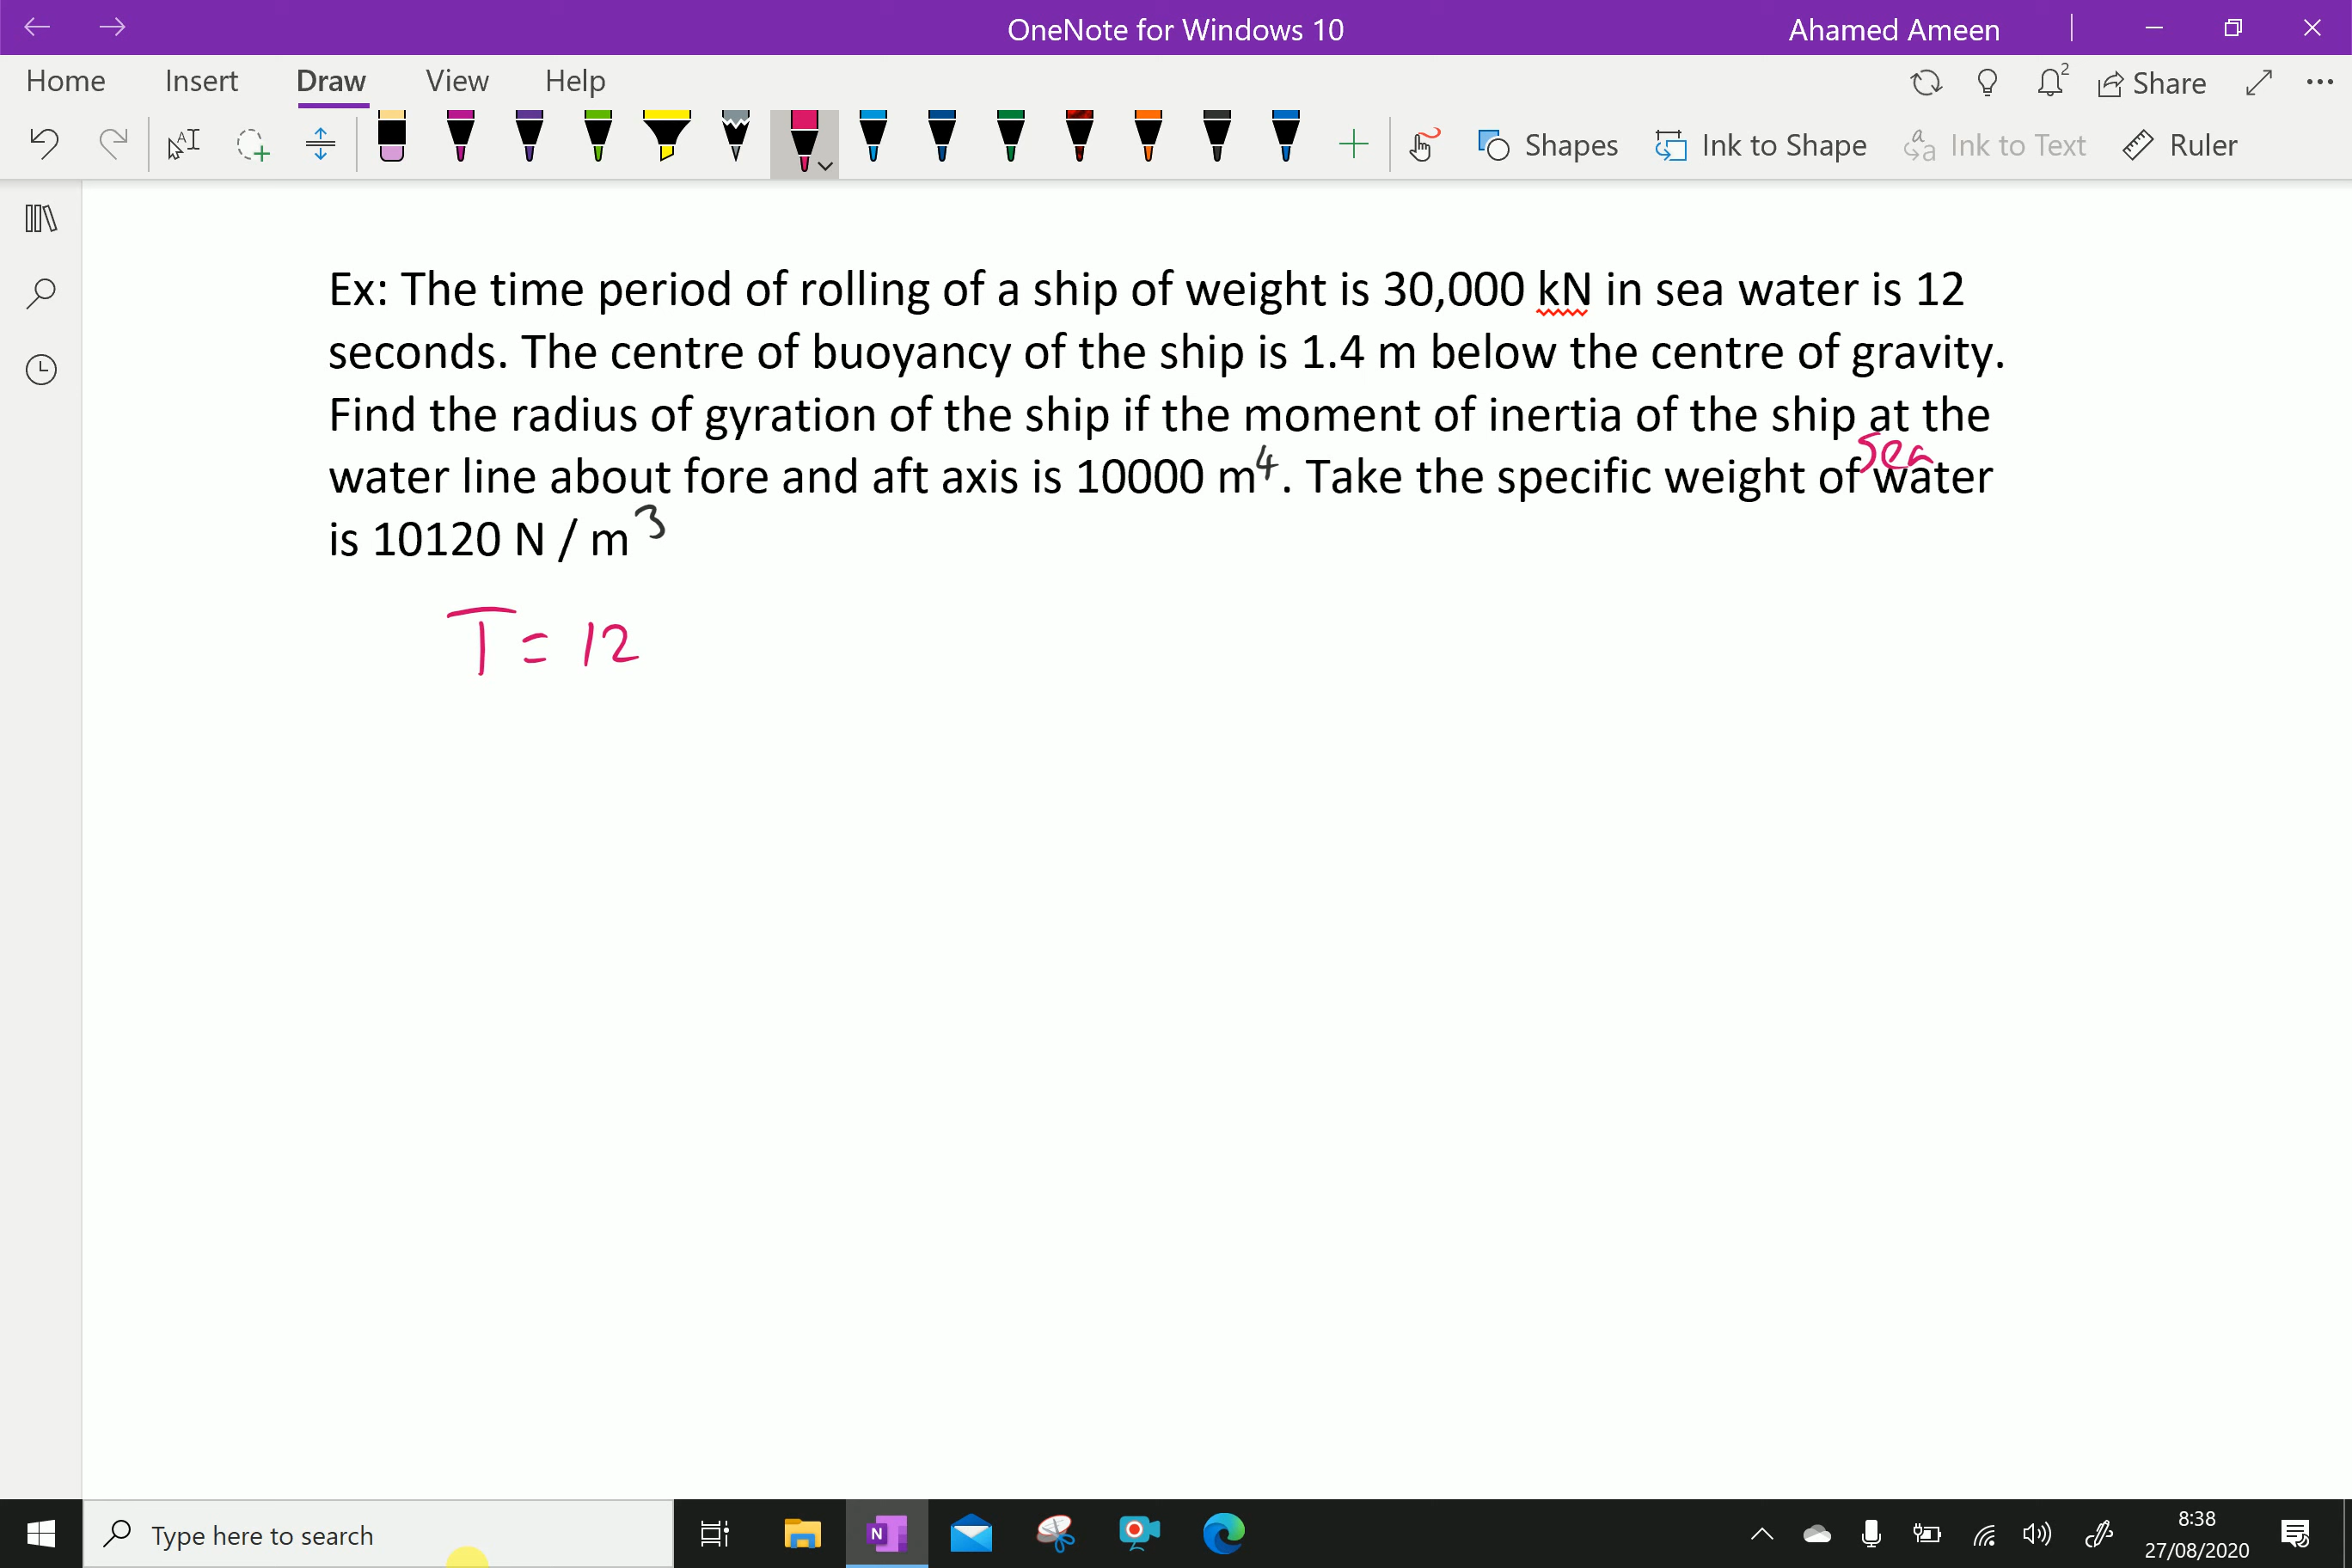 OneNote for Windows 10
Ahamed Ameen
Home Insert Draw View Help
2
Share
Shapes Ink to Shape Ink to Text Ruler
Ex: The time period of rolling of a ship of weight is 30,000 kN in sea water is 12
seconds. The centre of buoyancy of the ship is 1.4 m below the centre of gravity.
Find the radius of gyration of the ship if the moment of inertia of the ship at the
water line about fore and aft axis is 10000 m⁴. Take the specific weight of sea water
is 10120 N / m³
T = 12
Type here to search
N
8:38
27/08/2020